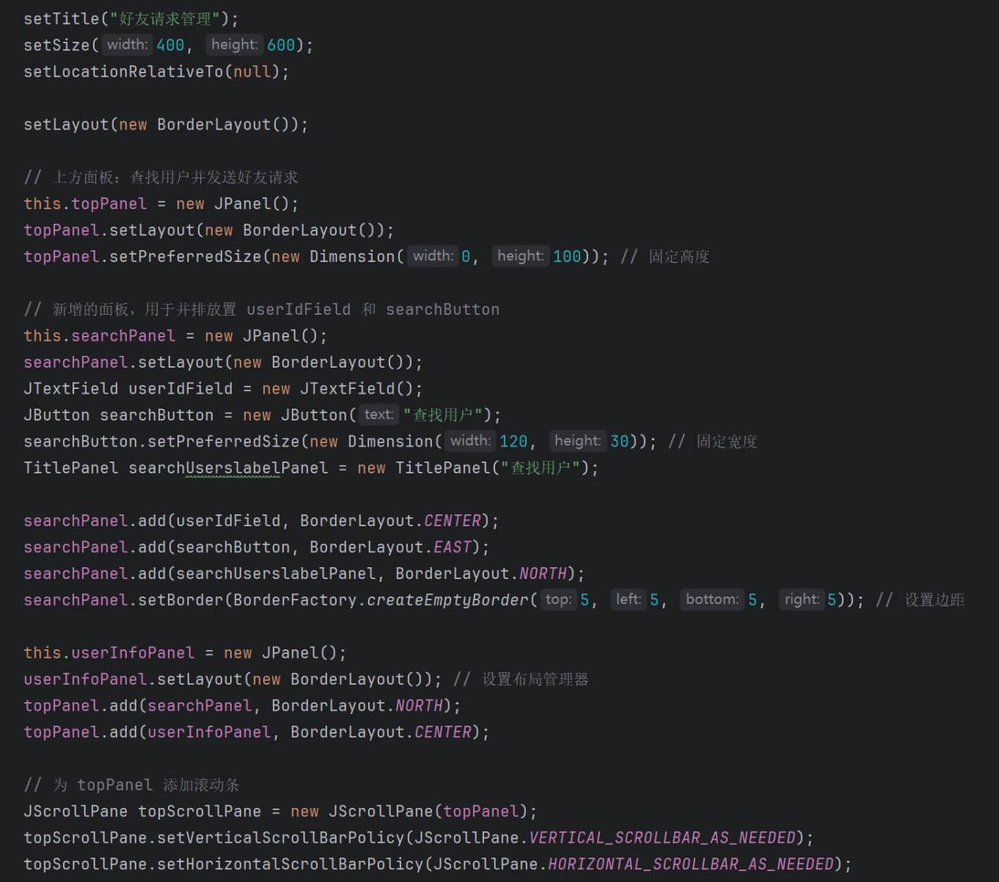 setTitle("好友请求管理");
setSize( width: 400, height: 600);
setLocationRelativeTo(null);
setLayout(new BorderLayout());
// 上方面板：查找用户并发送好友请求
this.topPanel = new JPanel();
topPanel.setLayout(new BorderLayout());
topPanel.setPreferredSize(new Dimension( width: 0, height: 100)); // 固定高度
// 新增的面板，用于并排放置 userIdField 和 searchButton
this.searchPanel = new JPanel();
searchPanel.setLayout(new BorderLayout());
JTextField userIdField = new JTextField();
JButton searchButton = new JButton( text: "查找用户");
searchButton.setPreferredSize(new Dimension( width: 120, height: 30)); // 固定宽度
TitlePanel searchUserslabelPanel = new TitlePanel("查找用户");
searchPanel.add(userIdField, BorderLayout.CENTER);
searchPanel.add(searchButton, BorderLayout.EAST);
searchPanel.add(searchUserslabelPanel, BorderLayout.NORTH);
searchPanel.setBorder(BorderFactory.createEmptyBorder( top: 5, left: 5, bottom: 5, right: 5)); // 设置边距
this.userInfoPanel = new JPanel();
userInfoPanel.setLayout(new BorderLayout()); // 设置布局管理器
topPanel.add(searchPanel, BorderLayout.NORTH);
topPanel.add(userInfoPanel, BorderLayout.CENTER);
// 为 topPanel 添加滚动条
JScrollPane topScrollPane = new JScrollPane(topPanel);
topScrollPane.setVerticalScrollBarPolicy(JScrollPane.VERTICAL_SCROLLBAR_AS_NEEDED);
topScrollPane.setHorizontalScrollBarPolicy(JScrollPane.HORIZONTAL_SCROLLBAR_AS_NEEDED);